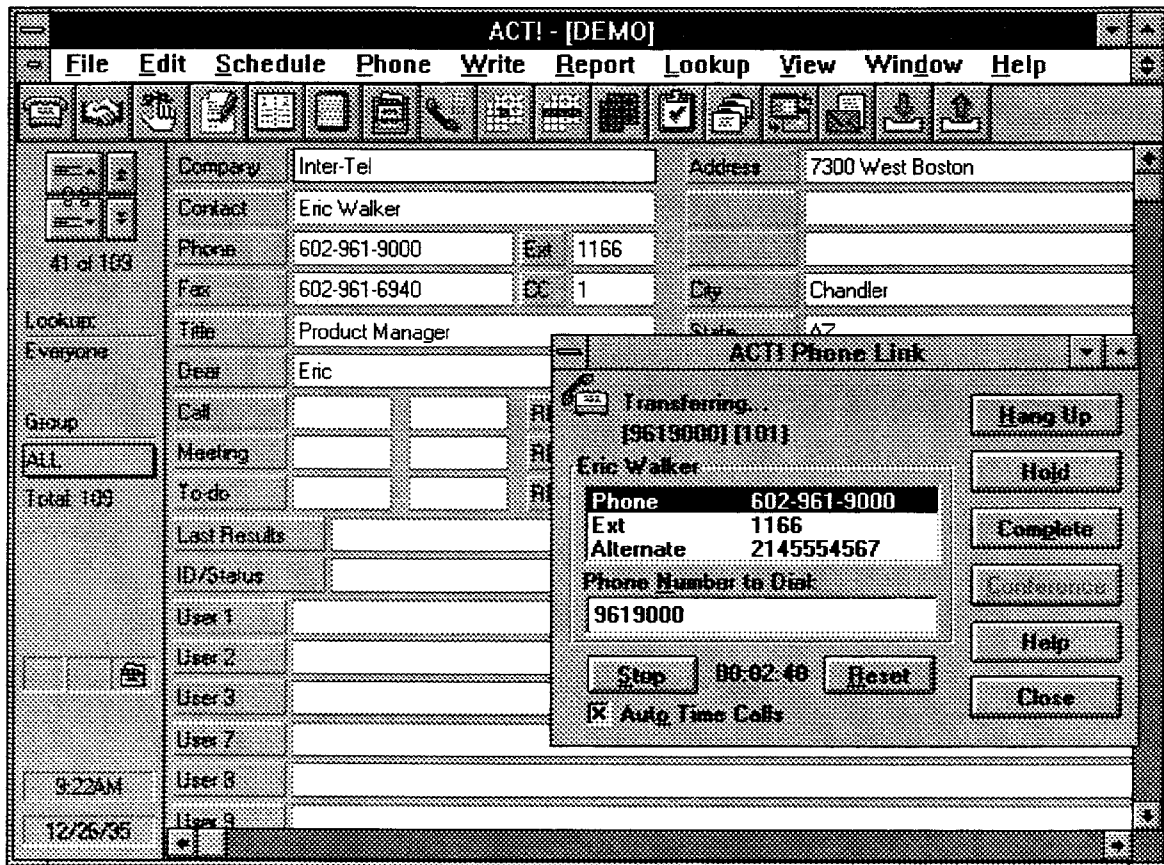 ACT! - [DEMO]
File Edit Schedule Phone Write Report Lookup View Window Help
Company Inter-Tel Address 7300 West Boston
Contact Eric Walker
Phone 602-961-9000 Ext 1166
41 of 109
Fax 602-961-6940 CC 1 City Chandler
Lookup:
Title Product Manager State AZ
Everyone
Dear Eric
Group
Call
ALL
Meeting
Total: 109
To-do
Last Results
ID/Status
User 1
User 2
User 3
User 7
User 8
User 9
9:22AM
12/26/95
ACT! Phone Link
Transferring...
[9619000] [101]
Eric Walker
Phone 602-961-9000
Ext 1166
Alternate 2145554567
Phone Number to Dial:
9619000
Stop 00:02:40 Reset
Auto Time Calls
Hang Up
Hold
Complete
Conference
Help
Close